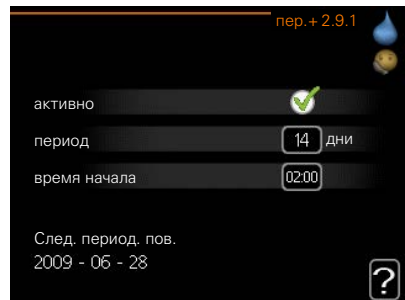 пер.+ 2.9.1
активно
период 14 дни
время начала 02:00
След. период. пов.
2009 - 06 - 28
?